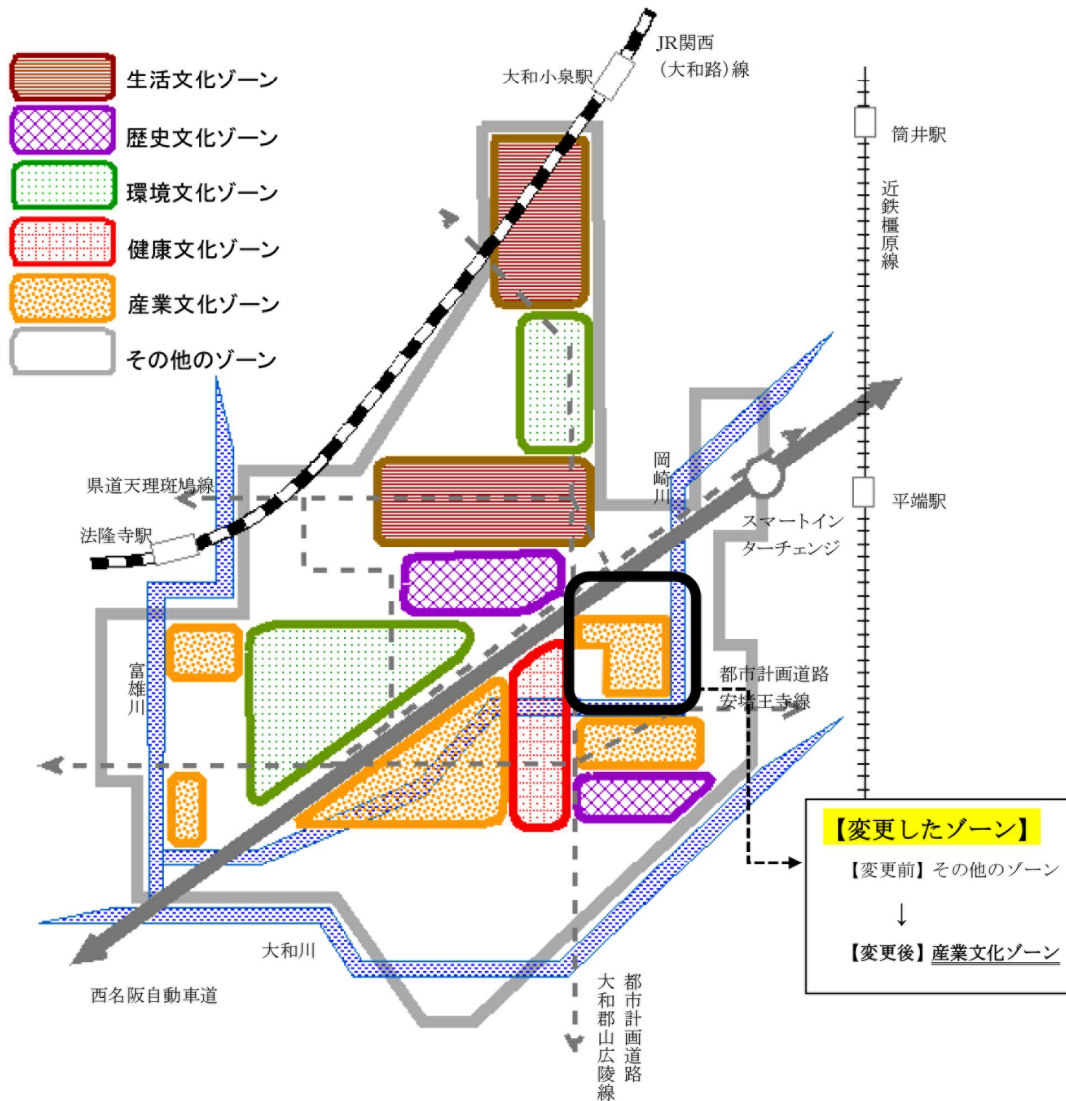 生活文化ゾーン
歴史文化ゾーン
環境文化ゾーン
健康文化ゾーン
産業文化ゾーン
その他のゾーン
JR関西
（大和路）線
大和小泉駅
筒井駅
近鉄橿原線
県道天理斑鳩線
法隆寺駅
岡崎川
平端駅
スマートイン
ターチェンジ
富雄川
都市計画道路
安堵王寺線
大和川
西名阪自動車道
都市計画道路
大和郡山広陵線
【変更したゾーン】
【変更前】その他のゾーン
↓
【変更後】産業文化ゾーン